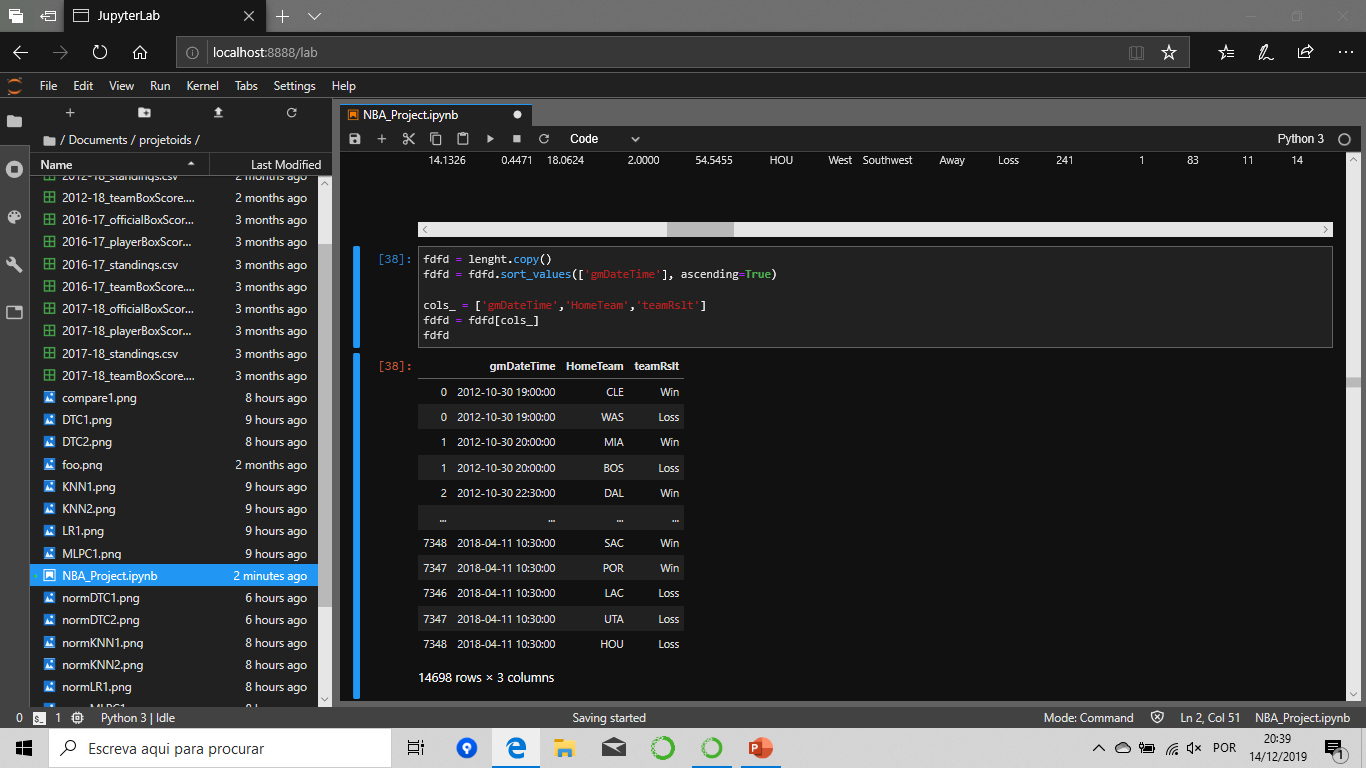 JupyterLab
localhost:8888/lab
File Edit View Run Kernel Tabs Settings Help
/ Documents / projetoids /
Name Last Modified
2012-18_standings.csv 2 months ago
2012-18_teamBoxScore.... 2 months ago
2016-17_officialBoxScor... 3 months ago
2016-17_playerBoxScor... 3 months ago
2016-17_standings.csv 3 months ago
2016-17_teamBoxScore.... 3 months ago
2017-18_officialBoxScor... 3 months ago
2017-18_playerBoxScor... 3 months ago
2017-18_standings.csv 3 months ago
2017-18_teamBoxScore.... 3 months ago
compare1.png 8 hours ago
DTC1.png 9 hours ago
DTC2.png 8 hours ago
foo.png 2 months ago
KNN1.png 9 hours ago
KNN2.png 9 hours ago
LR1.png 9 hours ago
MLPC1.png 9 hours ago
NBA_Project.ipynb 2 minutes ago
normDTC1.png 6 hours ago
normDTC2.png 6 hours ago
normKNN1.png 8 hours ago
normKNN2.png 8 hours ago
normLR1.png 8 hours ago
NBA_Project.ipynb
Code
Python 3
14.1326 0.4471 18.0624 2.0000 54.5455 HOU West Southwest Away Loss 241 1 83 11 14
[38]: fdfd = lenght.copy()
fdfd = fdfd.sort_values(['gmDateTime'], ascending=True)
cols_ = ['gmDateTime','HomeTeam','teamRslt']
fdfd = fdfd[cols_]
fdfd
[38]: gmDateTime HomeTeam teamRslt
0 2012-10-30 19:00:00 CLE Win
0 2012-10-30 19:00:00 WAS Loss
1 2012-10-30 20:00:00 MIA Win
1 2012-10-30 20:00:00 BOS Loss
2 2012-10-30 22:30:00 DAL Win
... ... ... ...
7348 2018-04-11 10:30:00 SAC Win
7347 2018-04-11 10:30:00 POR Win
7346 2018-04-11 10:30:00 LAC Loss
7347 2018-04-11 10:30:00 UTA Loss
7348 2018-04-11 10:30:00 HOU Loss
14698 rows × 3 columns
0 1 Python 3 | Idle Saving started Mode: Command Ln 2, Col 51 NBA_Project.ipynb
Escreva aqui para procurar
POR
20:39
14/12/2019
1